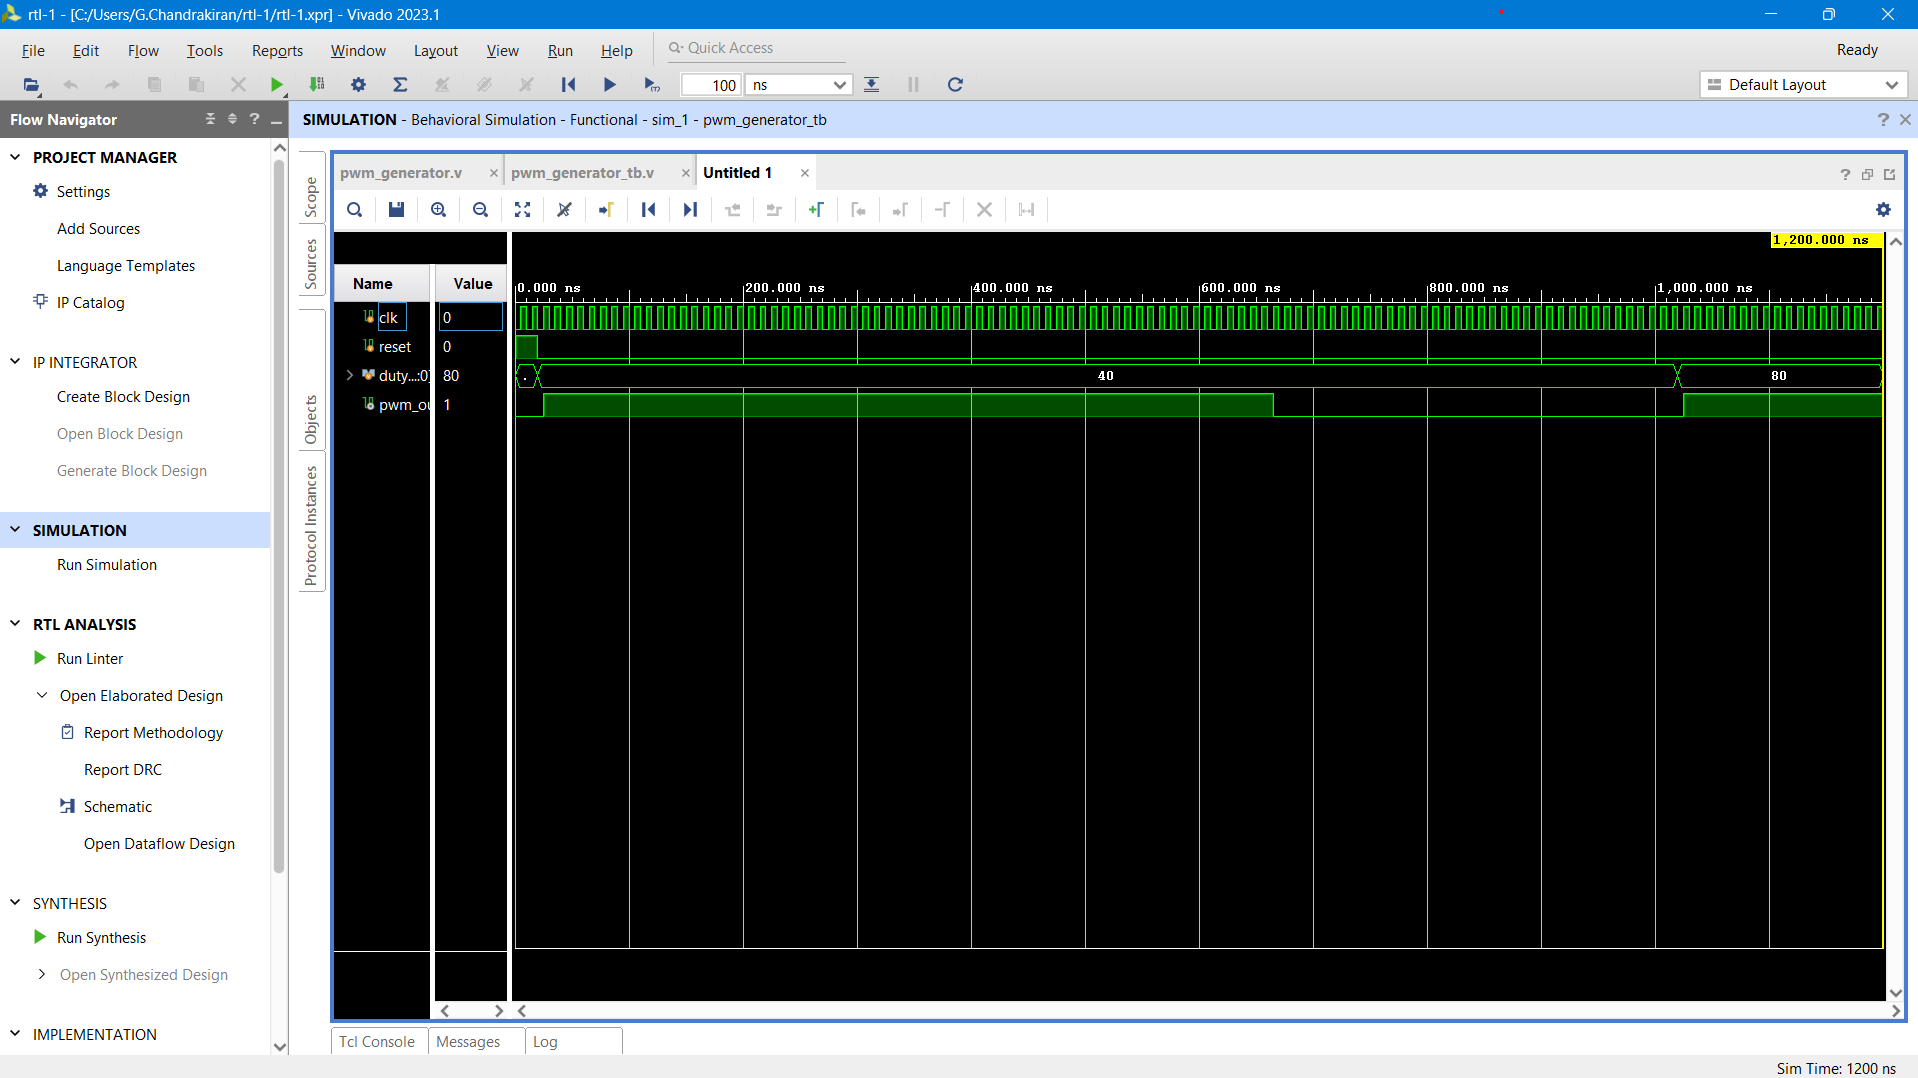 rtl-1 - [C:/Users/G.Chandrakiran/rtl-1/rtl-1.xpr] - Vivado 2023.1
File Edit Flow Tools Reports Window Layout View Run Help Quick Access Ready
100 ns Default Layout
Flow Navigator
SIMULATION - Behavioral Simulation - Functional - sim_1 - pwm_generator_tb
PROJECT MANAGER
Settings
Add Sources
Language Templates
IP Catalog
IP INTEGRATOR
Create Block Design
Open Block Design
Generate Block Design
SIMULATION
Run Simulation
RTL ANALYSIS
Run Linter
Open Elaborated Design
Report Methodology
Report DRC
Schematic
Open Dataflow Design
SYNTHESIS
Run Synthesis
Open Synthesized Design
IMPLEMENTATION
Scope
Sources
Objects
Protocol Instances
pwm_generator.v pwm_generator_tb.v Untitled 1
1,200.000 ns
Name Value
0.000 ns 200.000 ns 400.000 ns 600.000 ns 800.000 ns 1,000.000 ns
clk 0
reset 0
duty...:0] 80 . 40 80
pwm_ou 1
Tcl Console Messages Log
Sim Time: 1200 ns